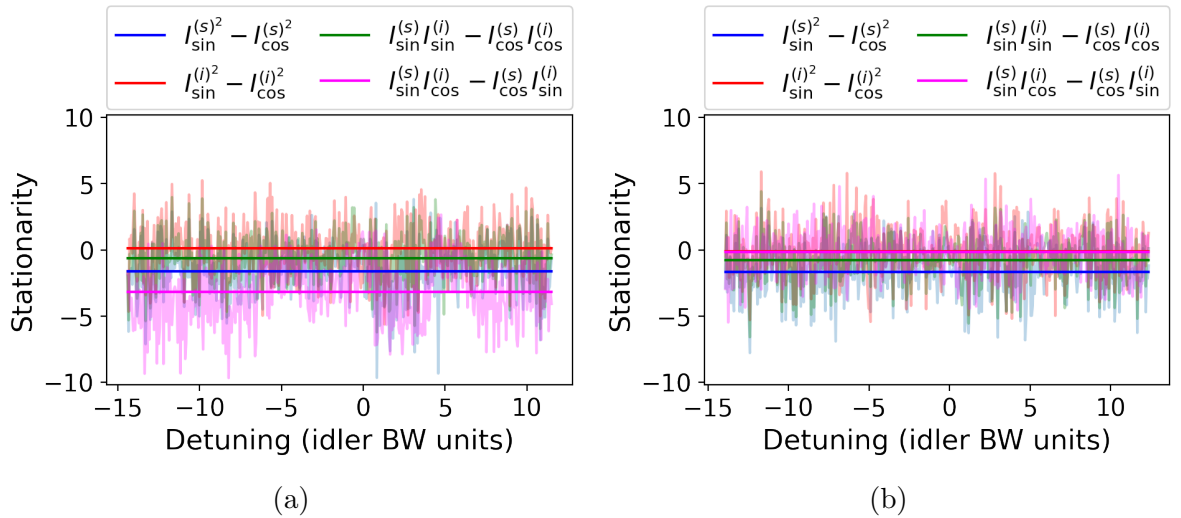 I_sin^(s)² − I_cos^(s)² I_sin^(s) I_sin^(i) − I_cos^(s) I_cos^(i)
I_sin^(i)² − I_cos^(i)² I_sin^(s) I_cos^(i) − I_cos^(s) I_sin^(i)
10
5
0
−5
−10
Stationarity
−15 −10 −5 0 5 10
Detuning (idler BW units)
(a)
I_sin^(s)² − I_cos^(s)² I_sin^(s) I_sin^(i) − I_cos^(s) I_cos^(i)
I_sin^(i)² − I_cos^(i)² I_sin^(s) I_cos^(i) − I_cos^(s) I_sin^(i)
10
5
0
−5
−10
Stationarity
−15 −10 −5 0 5 10
Detuning (idler BW units)
(b)